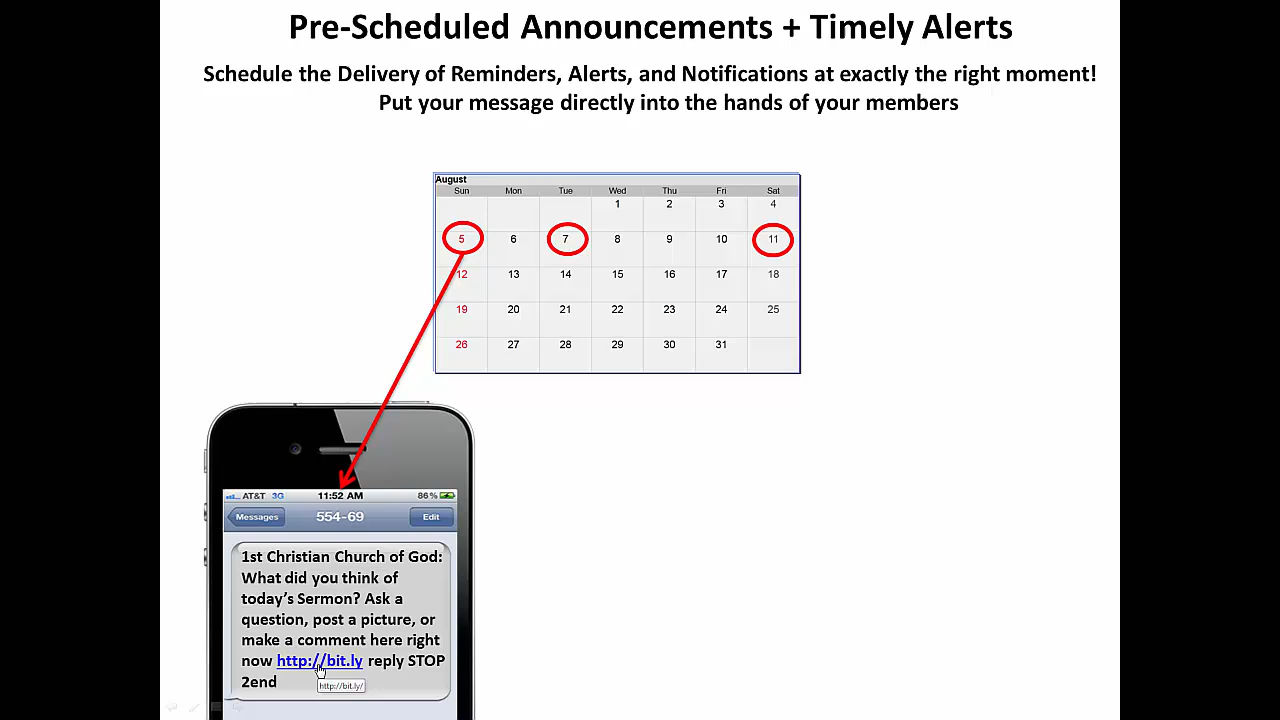 Pre-Scheduled Announcements + Timely Alerts
Schedule the Delivery of Reminders, Alerts, and Notifications at exactly the right moment!
Put your message directly into the hands of your members
August
Sun Mon Tue Wed Thu Fri Sat
1 2 3 4
5 6 7 8 9 10 11
12 13 14 15 16 17 18
19 20 21 22 23 24 25
26 27 28 29 30 31
AT&T 3G 11:52 AM 86%
Messages 554-69 Edit
1st Christian Church of God:
What did you think of
today’s Sermon? Ask a
question, post a picture, or
make a comment here right
now http://bit.ly reply STOP
2end
http://bit.ly/